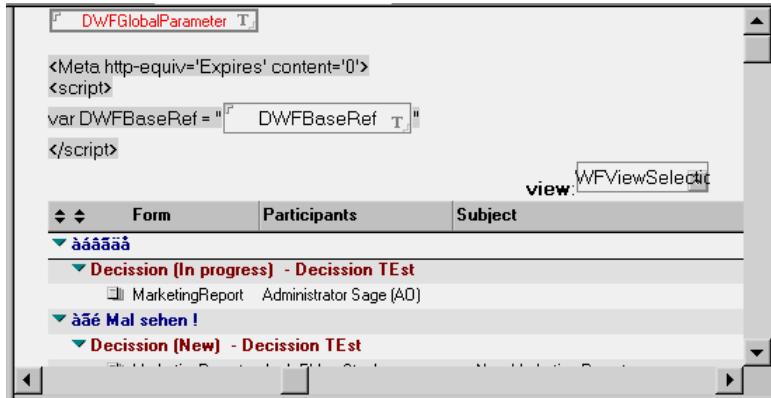 DWFGlobalParameter T
<Meta http-equiv='Expires' content='0'>
<script>
var DWFBaseRef = " DWFBaseRef T "
</script>
view: WFViewSelectio
Form Participants Subject
àáâãäå
Decission (In progress) - Decission TEst
MarketingReport Administrator Sage (AO)
àãé Mal sehen !
Decission (New) - Decission TEst